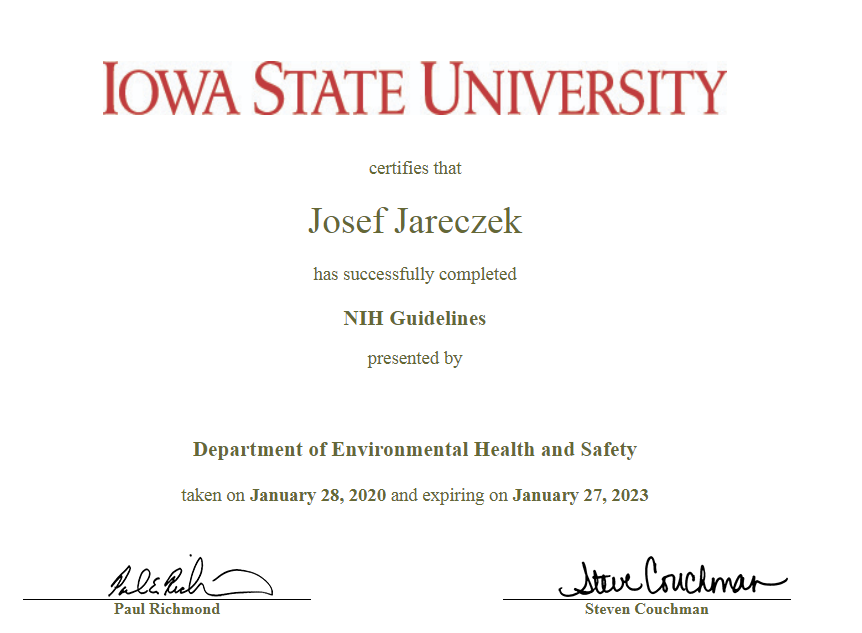 IOWA STATE UNIVERSITY
certifies that
Josef Jareczek
has successfully completed
NIH Guidelines
presented by
Department of Environmental Health and Safety
taken on January 28, 2020 and expiring on January 27, 2023
Paul E Rich Steve Couchman
Paul Richmond Steven Couchman